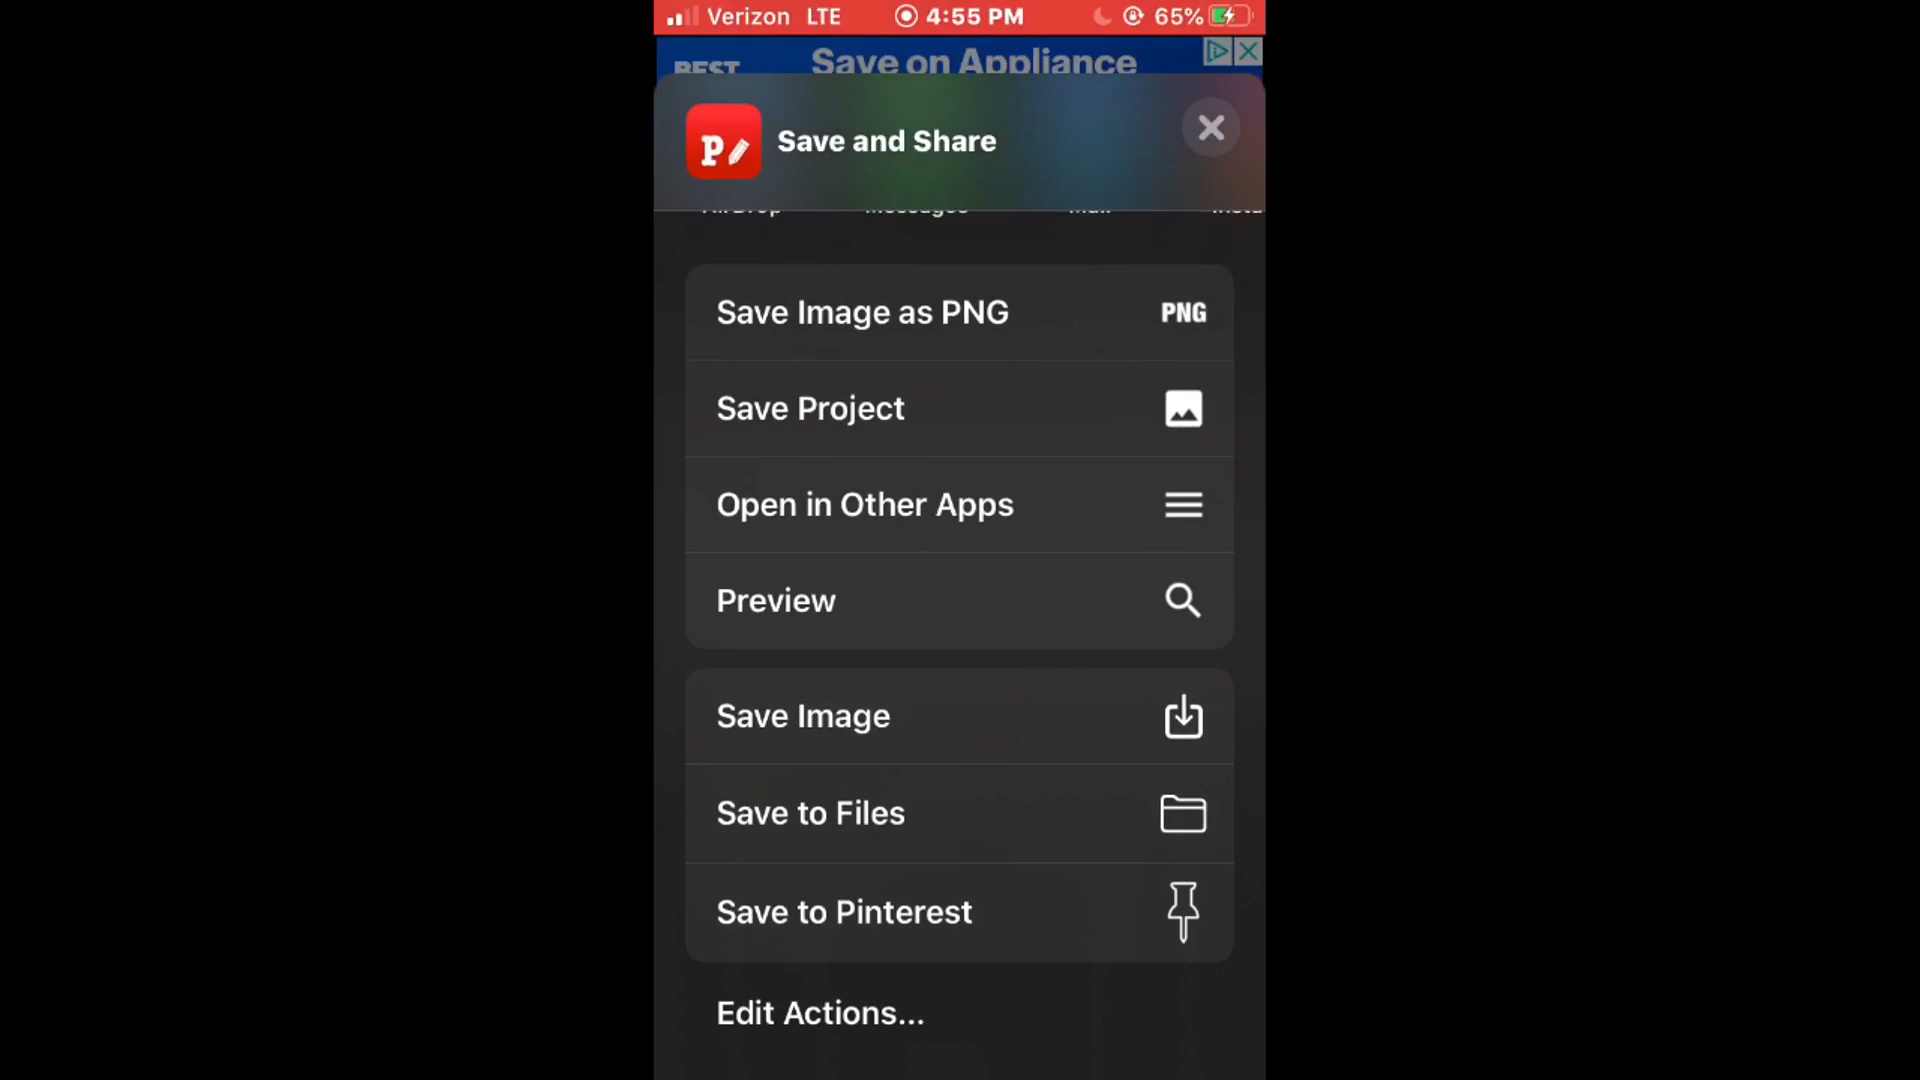 Verizon LTE 4:55 PM 65%
BEST Save on Appliance
P Save and Share
AirDrop Messages Mail Insta
Save Image as PNG PNG
Save Project
Open in Other Apps
Preview
Save Image
Save to Files
Save to Pinterest
Edit Actions...